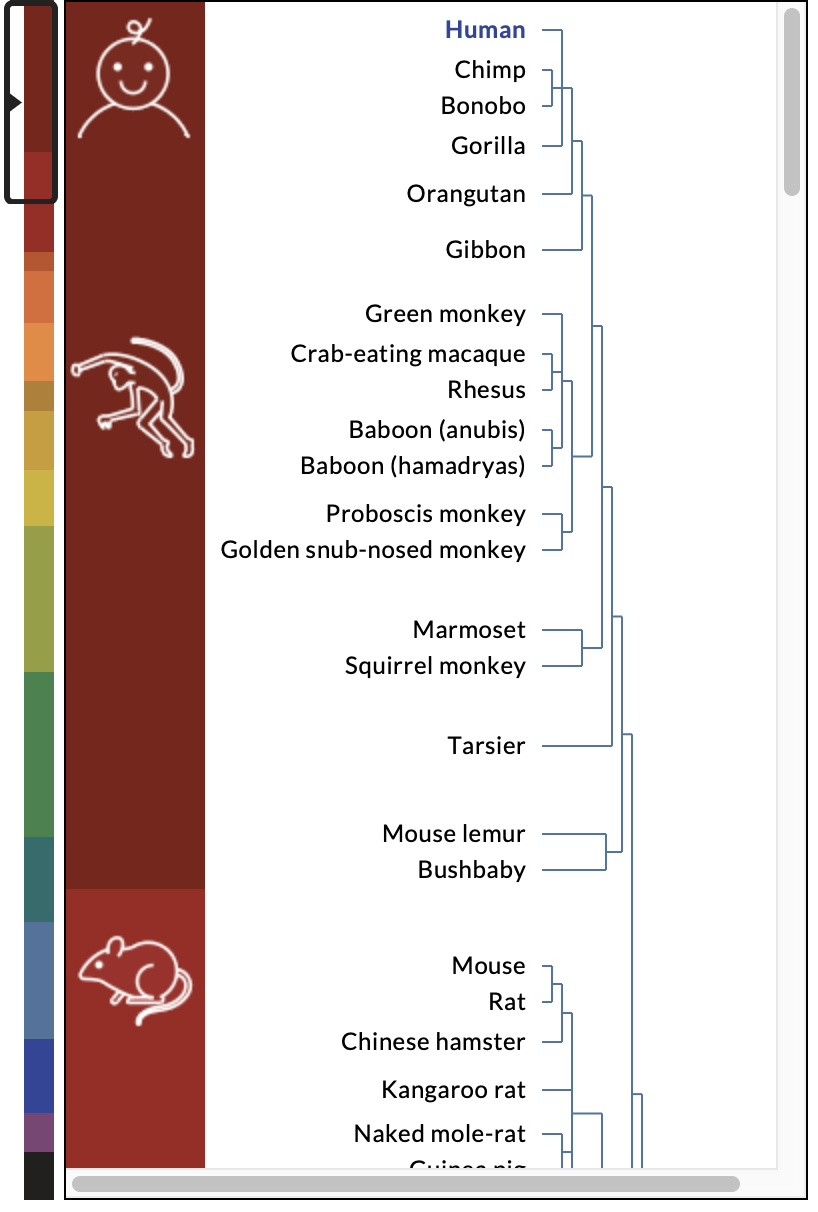 Human
Chimp
Bonobo
Gorilla
Orangutan
Gibbon
Green monkey
Crab-eating macaque
Rhesus
Baboon (anubis)
Baboon (hamadryas)
Proboscis monkey
Golden snub-nosed monkey
Marmoset
Squirrel monkey
Tarsier
Mouse lemur
Bushbaby
Mouse
Rat
Chinese hamster
Kangaroo rat
Naked mole-rat
Guinea pig